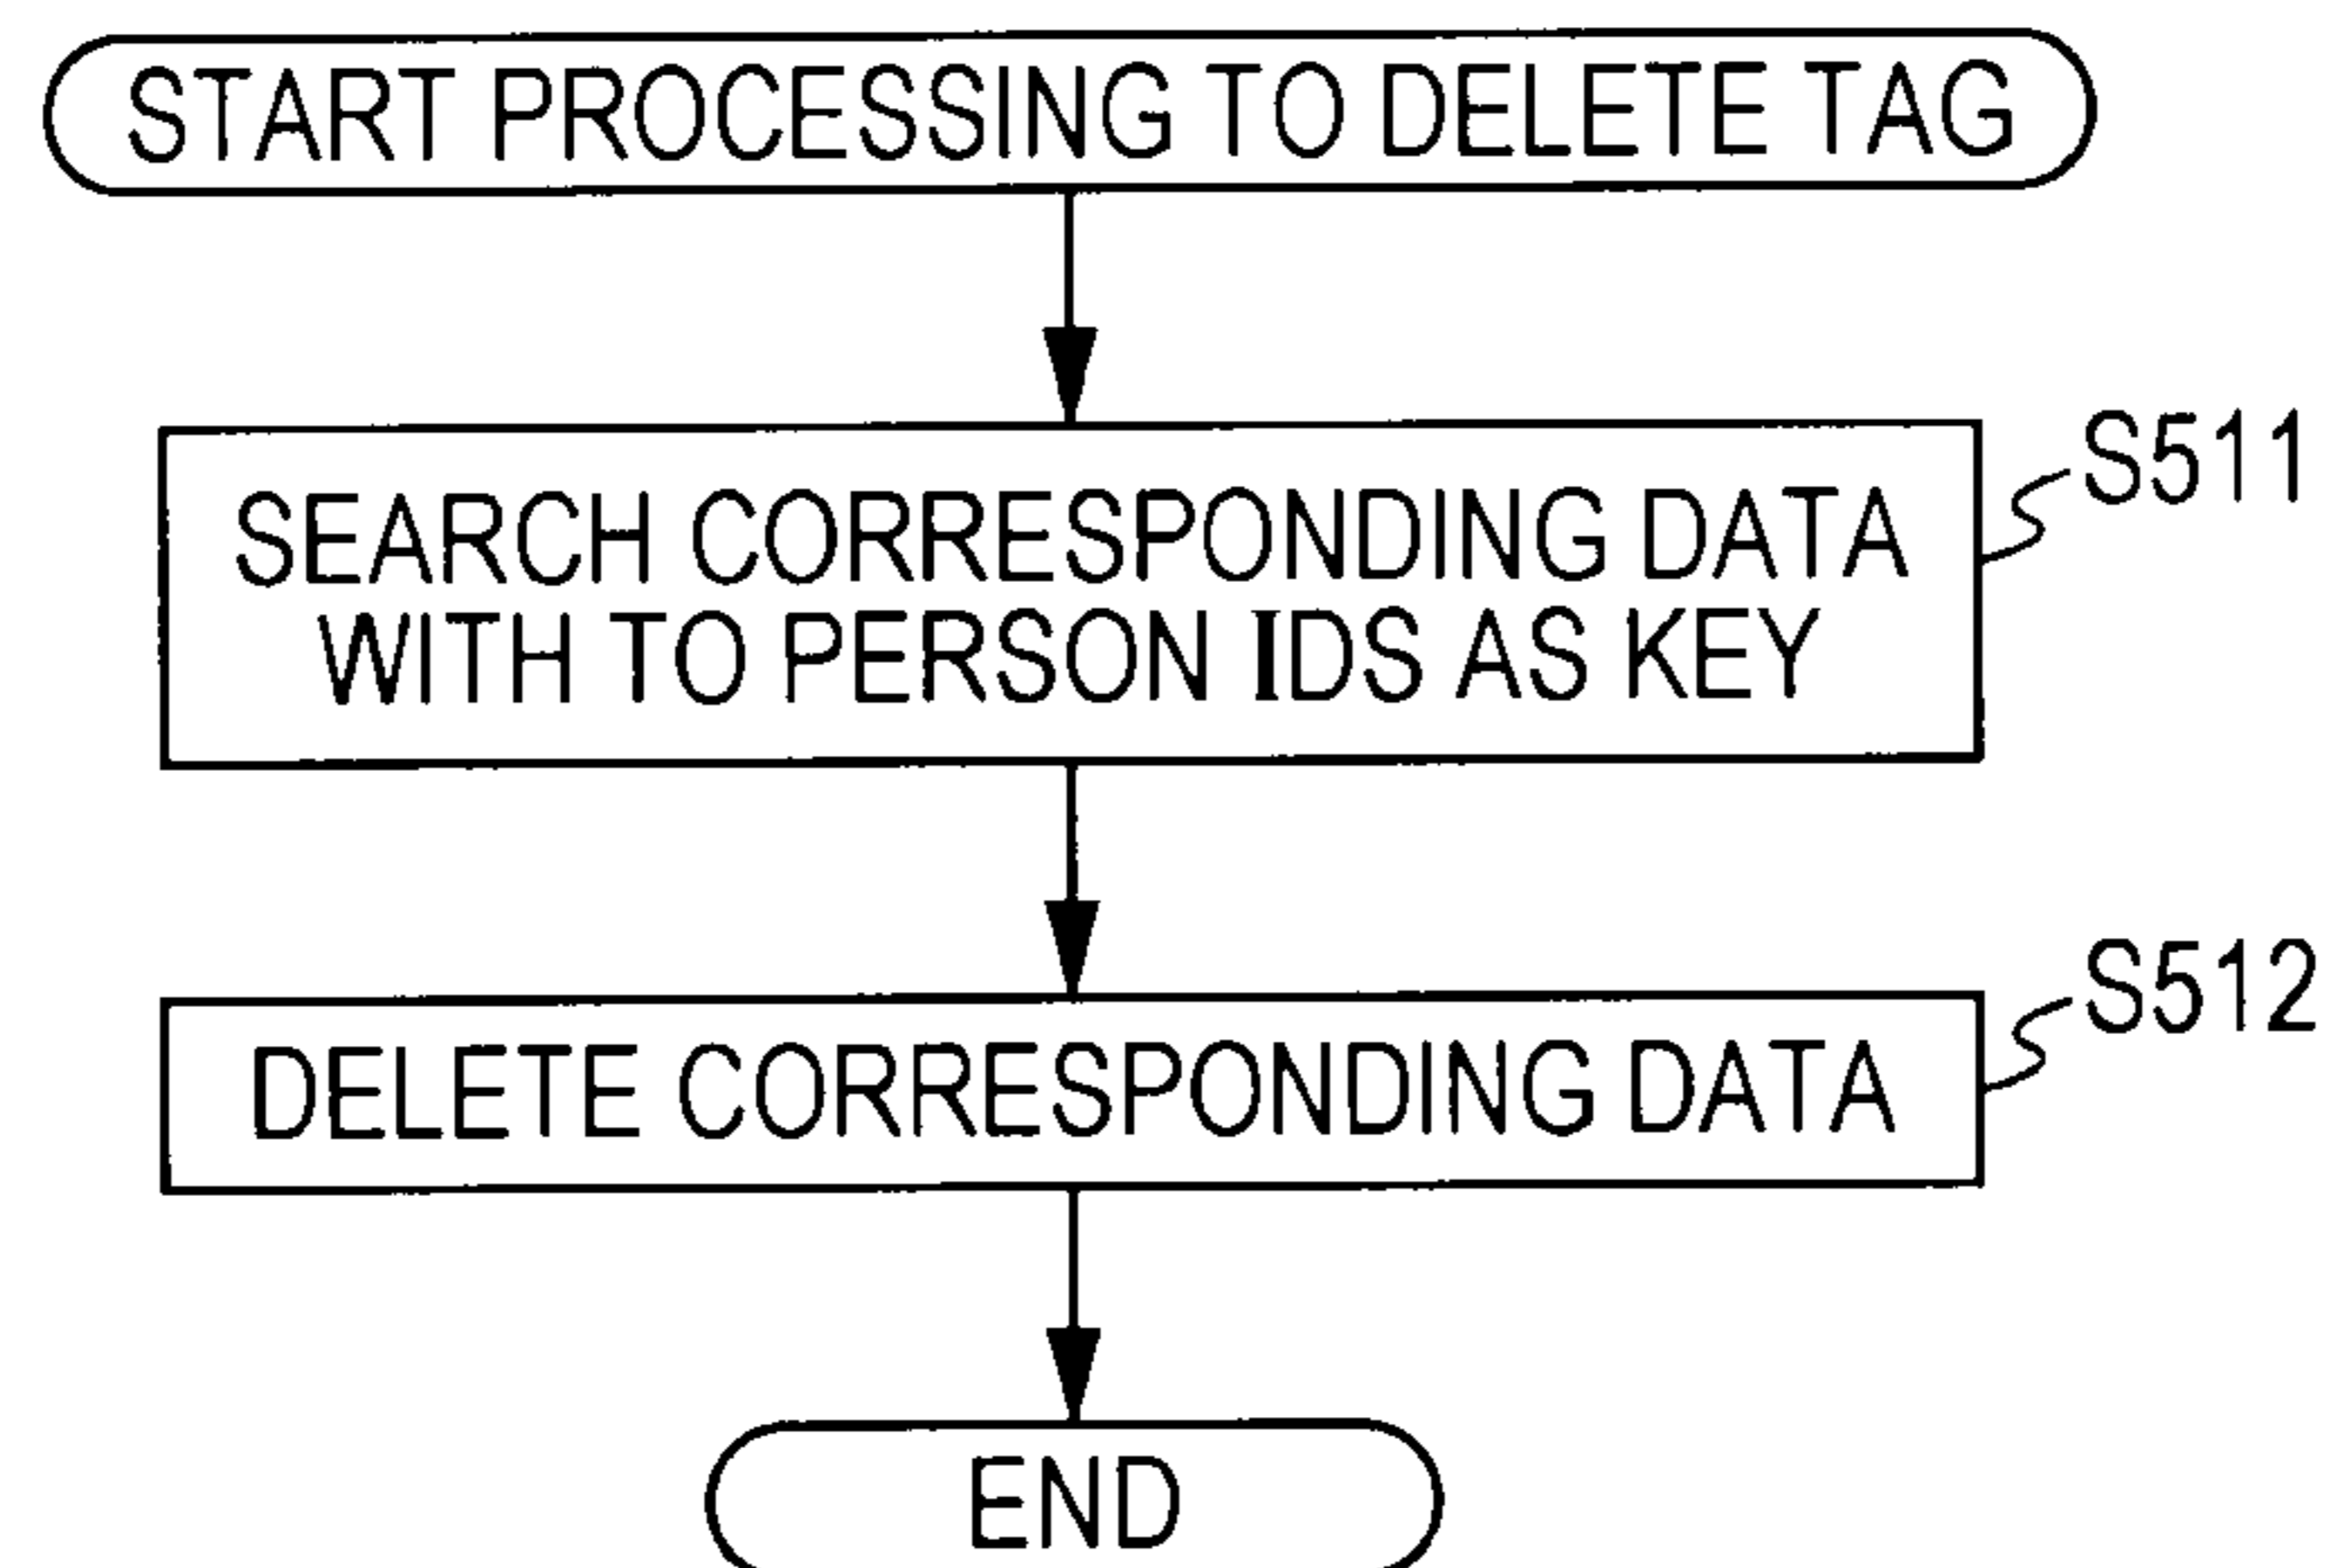 START PROCESSING TO DELETE TAG
S511
SEARCH CORRESPONDING DATA
WITH TO PERSON IDS AS KEY
S512
DELETE CORRESPONDING DATA
END